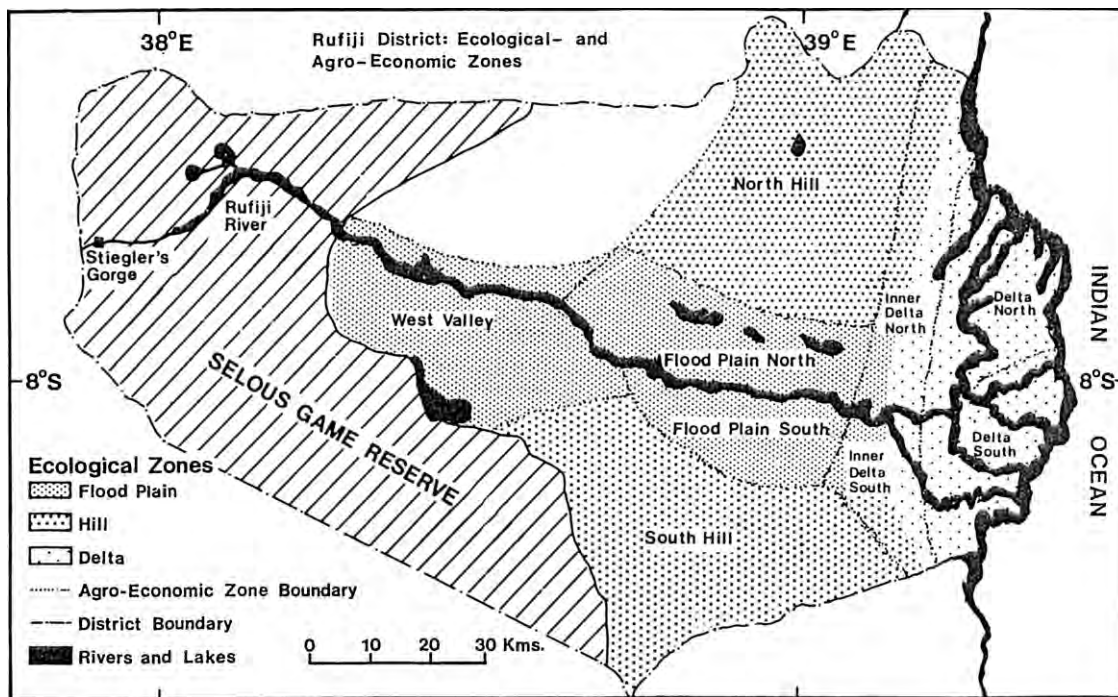 38°E
Rufiji District: Ecological- and
Agro-Economic Zones
39°E
North Hill
Rufiji
River
Stiegler's
Gorge
West Valley
Inner
Delta
North
Delta
North
INDIAN
Flood Plain North
8°S
8°S
SELOUS GAME RESERVE
Flood Plain South
Delta
South
OCEAN
Inner
Delta
South
South Hill
Ecological Zones
Flood Plain
Hill
Delta
Agro-Economic Zone Boundary
District Boundary
Rivers and Lakes
0 10 20 30 Kms.